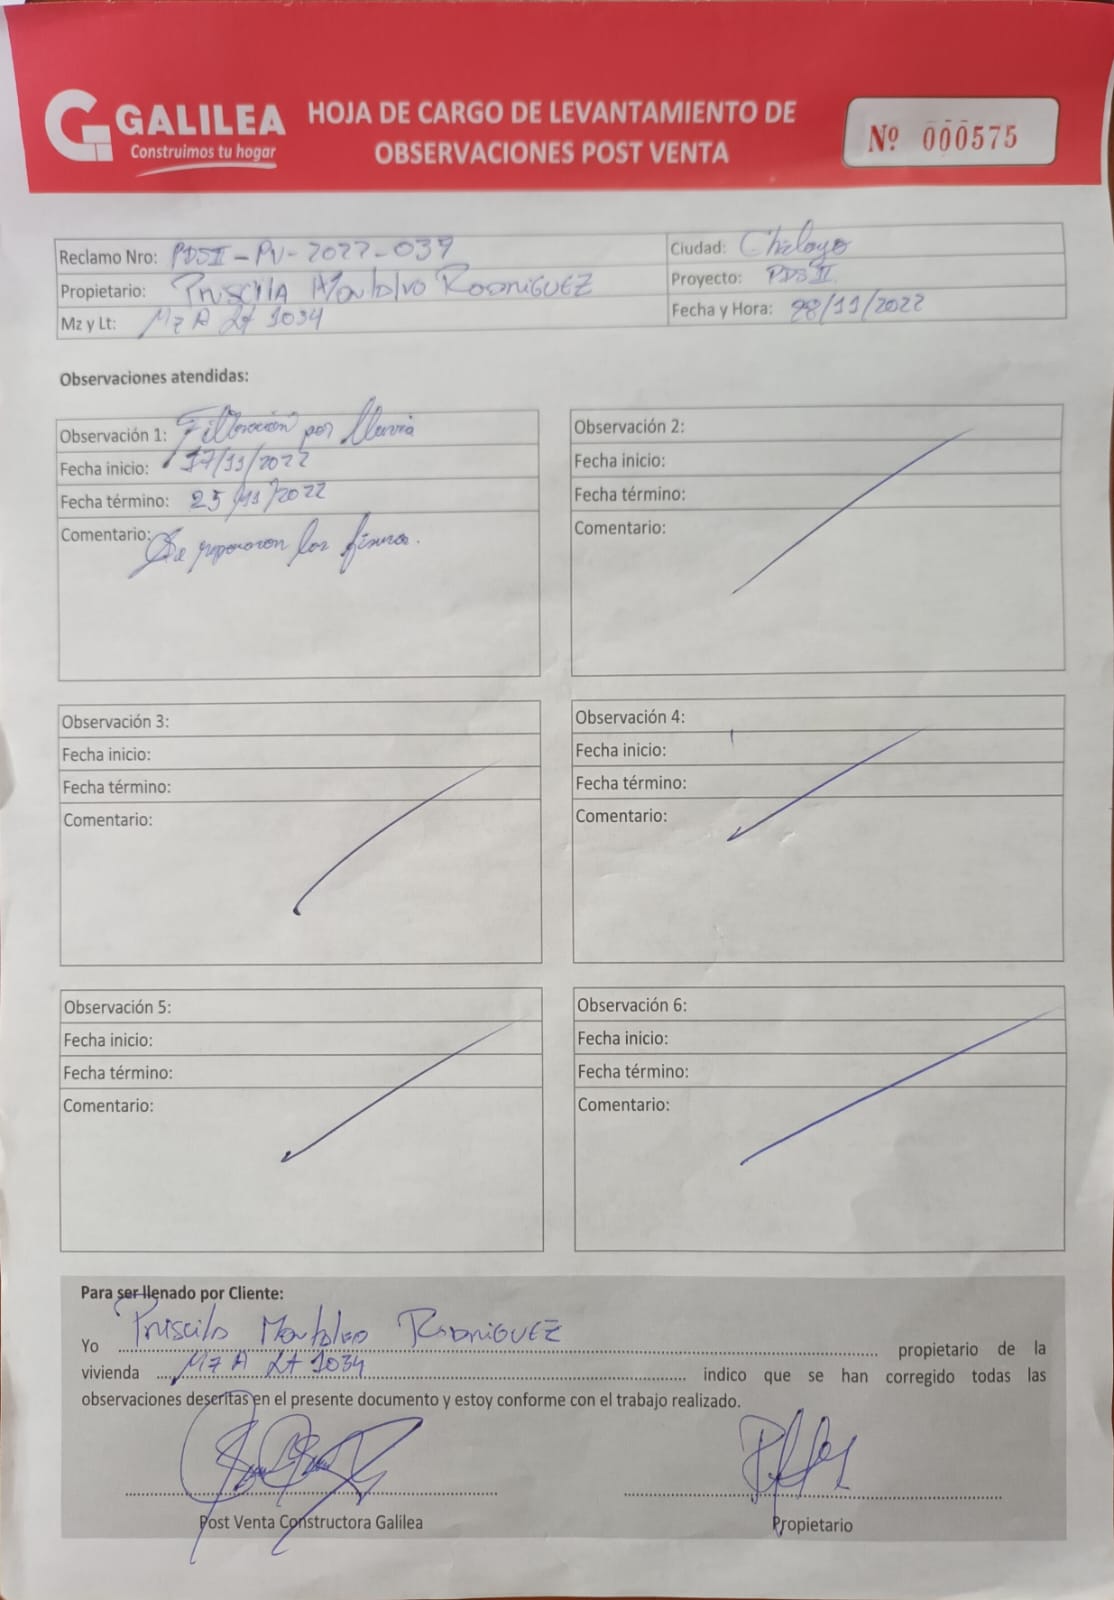 GALILEA
Construimos tu hogar
HOJA DE CARGO DE LEVANTAMIENTO DE
OBSERVACIONES POST VENTA
Nº 000575
Reclamo Nro: PDSII-PV-2022-039
Ciudad: Chiclayo
Propietario: PRISCILA Montalvo RODRIGUEZ
Proyecto: PDS II
Mz y Lt: Mz A Lt 1034
Fecha y Hora: 28/11/2022
Observaciones atendidas:
Observación 1: Filtración por lluvia
Fecha inicio: 17/11/2022
Fecha término: 25/11/2022
Comentario: Se repararon las fisuras.
Observación 2:
Fecha inicio:
Fecha término:
Comentario:
Observación 3:
Fecha inicio:
Fecha término:
Comentario:
Observación 4:
Fecha inicio:
Fecha término:
Comentario:
Observación 5:
Fecha inicio:
Fecha término:
Comentario:
Observación 6:
Fecha inicio:
Fecha término:
Comentario:
Para ser llenado por Cliente:
Yo Priscila Montalvo RODRIGUEZ propietario de la
vivienda Mz A Lt 1034 indico que se han corregido todas las
observaciones descritas en el presente documento y estoy conforme con el trabajo realizado.
Post Venta Constructora Galilea
Propietario